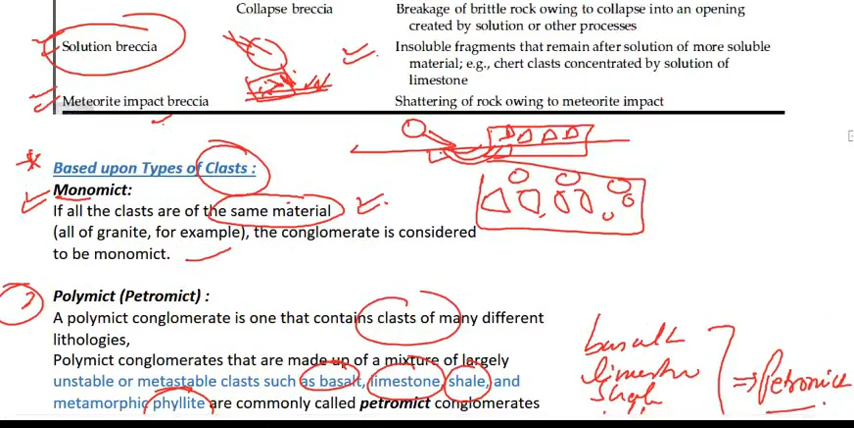 Collapse breccia Breakage of brittle rock owing to collapse into an opening
created by solution or other processes
Solution breccia Insoluble fragments that remain after solution of more soluble
material; e.g., chert clasts concentrated by solution of
limestone
Meteorite impact breccia Shattering of rock owing to meteorite impact
Based upon Types of Clasts :
Monomict:
If all the clasts are of the same material
(all of granite, for example), the conglomerate is considered
to be monomict.
Polymict (Petromict) :
A polymict conglomerate is one that contains clasts of many different
lithologies,
Polymict conglomerates that are made up of a mixture of largely
unstable or metastable clasts such as basalt, limestone, shale, and
metamorphic phyllite are commonly called petromict conglomerates
basalt